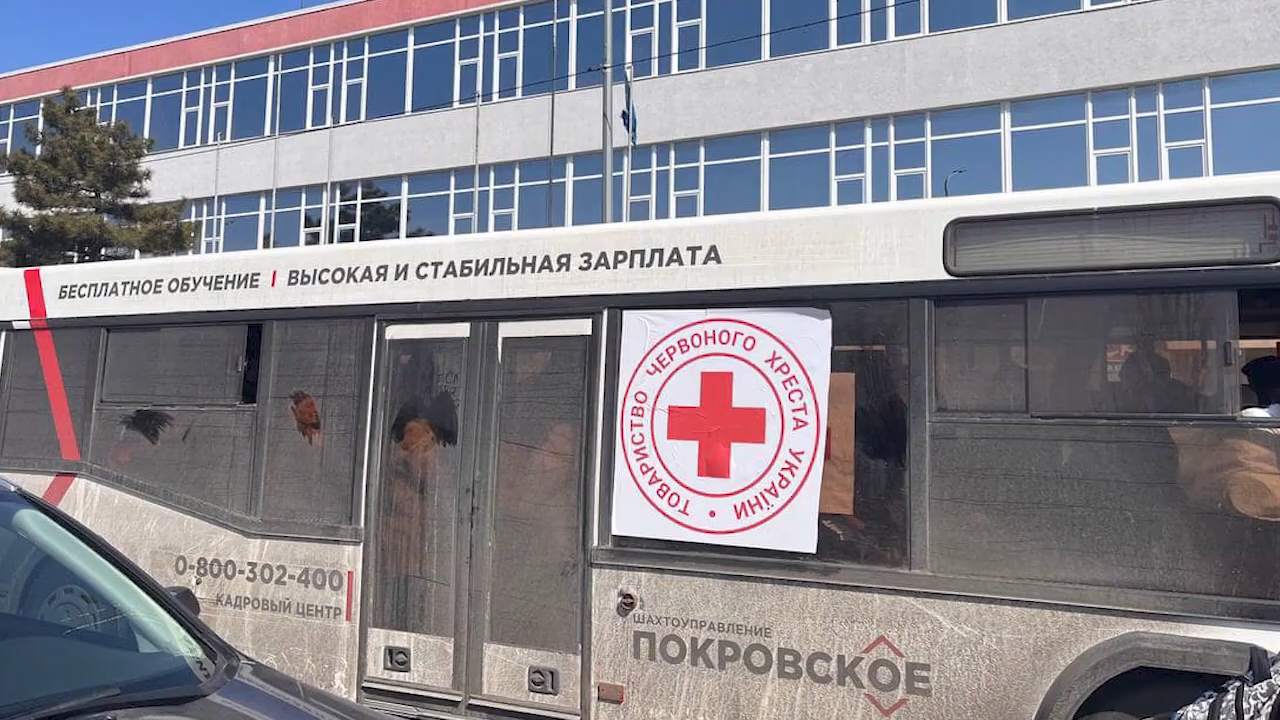 БЕСПЛАТНОЕ ОБУЧЕНИЕ | ВЫСОКАЯ И СТАБИЛЬНАЯ ЗАРПЛАТА
ТОВАРИСТВО ЧЕРВОНОГО ХРЕСТА УКРАЇНИ •
0-800-302-400
КАДРОВЫЙ ЦЕНТР
ШАХТОУПРАВЛЕНИЕ
ПОКРОВСКОЕ